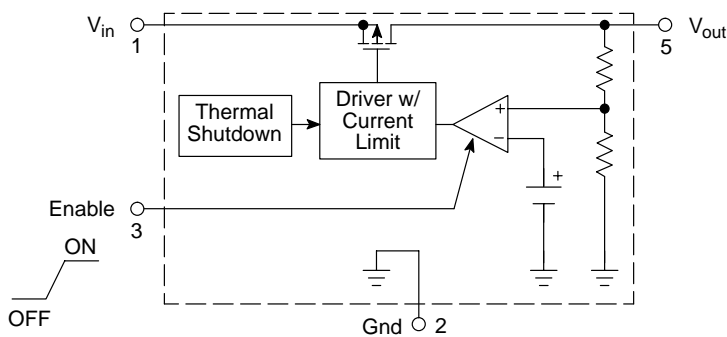 Vin
1
5
Vout
Thermal
Shutdown
Driver w/
Current
Limit
+
−
+
Enable
3
ON
OFF
Gnd
2